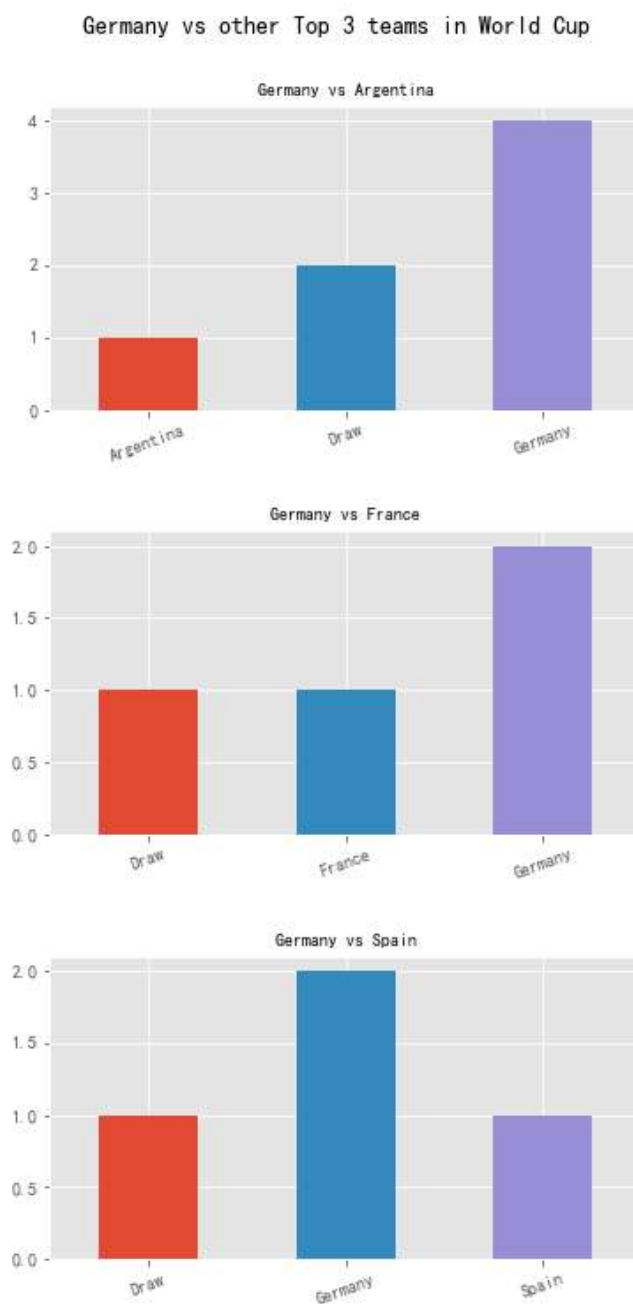 Germany vs other Top 3 teams in World Cup
Germany vs Argentina
4
3
2
1
0
Argentina Draw Germany
Germany vs France
2.0
1.5
1.0
0.5
0.0
Draw France Germany
Germany vs Spain
2.0
1.5
1.0
0.5
0.0
Draw Germany Spain